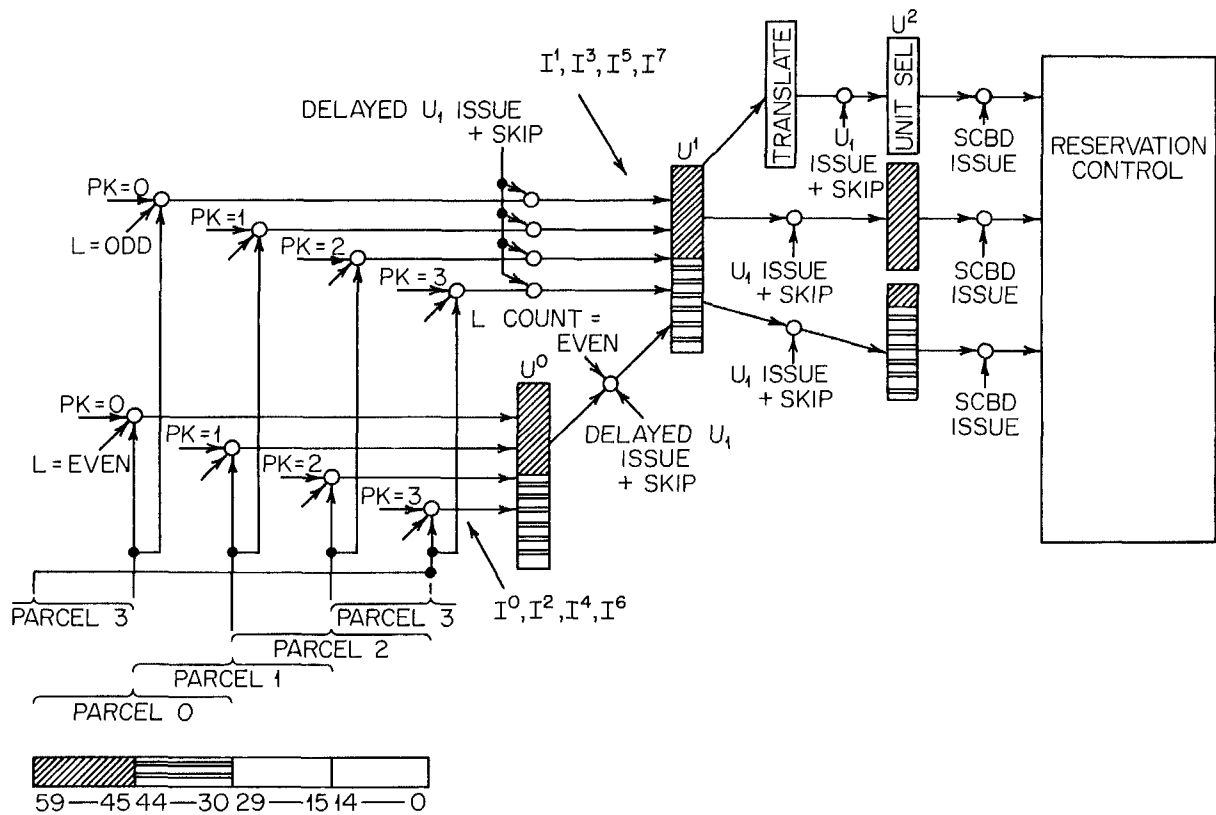 U²
I¹, I³, I⁵, I⁷
TRANSLATE
UNIT SEL
DELAYED U₁ ISSUE
+ SKIP
U¹
U₁
ISSUE
+ SKIP
SCBD
ISSUE
RESERVATION
CONTROL
PK=0
L=ODD
PK=1
PK=2
PK=3
U₁ ISSUE
+ SKIP
SCBD
ISSUE
L COUNT =
EVEN
U⁰
U₁ ISSUE
+ SKIP
SCBD
ISSUE
PK=0
L=EVEN
PK=1
PK=2
PK=3
DELAYED U₁
ISSUE
+ SKIP
I⁰, I², I⁴, I⁶
PARCEL 3
PARCEL 3
PARCEL 2
PARCEL 1
PARCEL 0
59—45 44—30 29—15 14—0